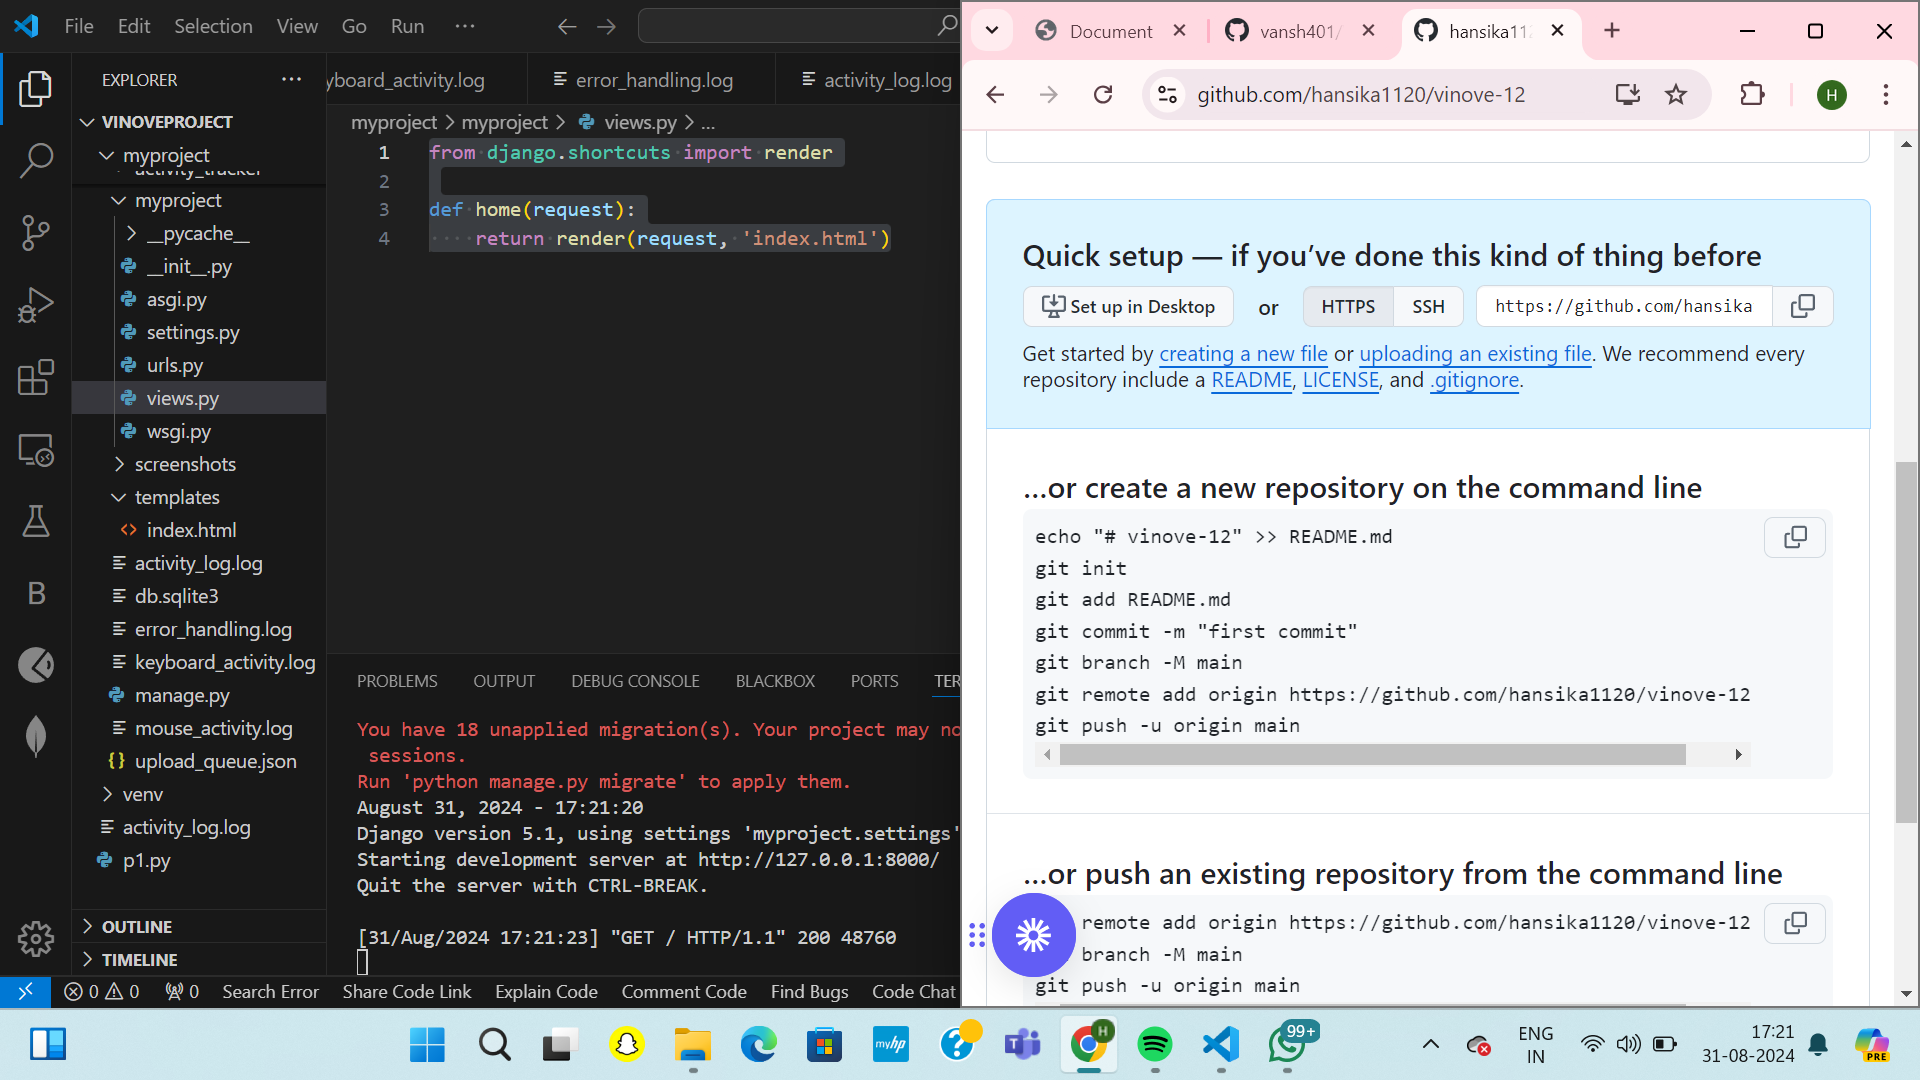 File Edit Selection View Go Run ···
EXPLORER
VINOVEPROJECT
myproject
activity_tracker
myproject
__pycache__
__init__.py
asgi.py
settings.py
urls.py
views.py
wsgi.py
screenshots
templates
<> index.html
activity_log.log
db.sqlite3
error_handling.log
keyboard_activity.log
manage.py
mouse_activity.log
{} upload_queue.json
venv
activity_log.log
p1.py
OUTLINE
TIMELINE
B
yboard_activity.log error_handling.log activity_log.log
myproject > myproject > views.py > ...
1 from django.shortcuts import render
2
3 def home(request):
4 return render(request, 'index.html')
PROBLEMS OUTPUT DEBUG CONSOLE BLACKBOX PORTS TER
You have 18 unapplied migration(s). Your project may no
sessions.
Run 'python manage.py migrate' to apply them.
August 31, 2024 - 17:21:20
Django version 5.1, using settings 'myproject.settings'
Starting development server at http://127.0.0.1:8000/
Quit the server with CTRL-BREAK.
[31/Aug/2024 17:21:23] "GET / HTTP/1.1" 200 48760
0 0 0 Search Error Share Code Link Explain Code Comment Code Find Bugs Code Chat
Document vansh401/ hansika112
github.com/hansika1120/vinove-12
H
Quick setup — if you’ve done this kind of thing before
Set up in Desktop or HTTPS SSH https://github.com/hansika
Get started by creating a new file or uploading an existing file. We recommend every
repository include a README, LICENSE, and .gitignore.
…or create a new repository on the command line
echo "# vinove-12" >> README.md
git init
git add README.md
git commit -m "first commit"
git branch -M main
git remote add origin https://github.com/hansika1120/vinove-12
git push -u origin main
…or push an existing repository from the command line
remote add origin https://github.com/hansika1120/vinove-12
branch -M main
git push -u origin main
myhp
H
99+
ENG
IN
17:21
31-08-2024
PRE